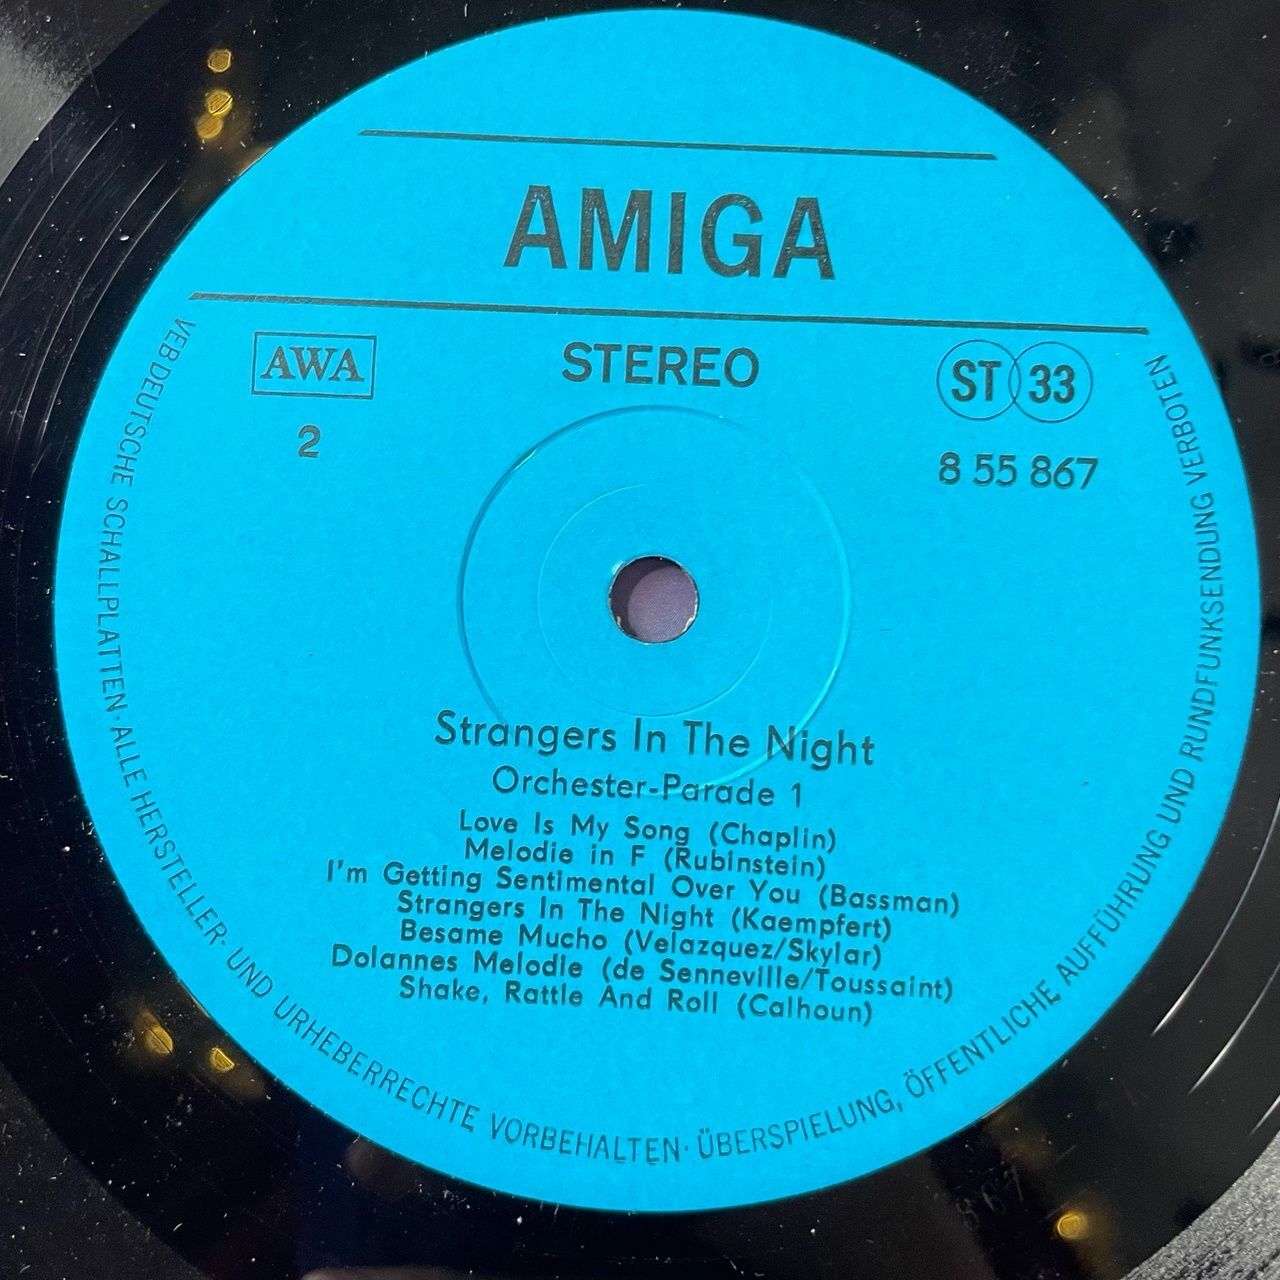 AMIGA
AWA
STEREO
ST 33
2
8 55 867
Strangers In The Night
Orchester-Parade 1
Love Is My Song (Chaplin)
Melodie in F (Rubinstein)
I'm Getting Sentimental Over You (Bassman)
Strangers In The Night (Kaempfert)
Besame Mucho (Velazquez/Skylar)
Dolannes Melodie (de Senneville/Toussaint)
Shake, Rattle And Roll (Calhoun)
VEB DEUTSCHE SCHALLPLATTEN · ALLE HERSTELLER- UND URHEBERRECHTE VORBEHALTEN · ÜBERSPIELUNG, ÖFFENTLICHE AUFFÜHRUNG UND RUNDFUNKSENDUNG VERBOTEN